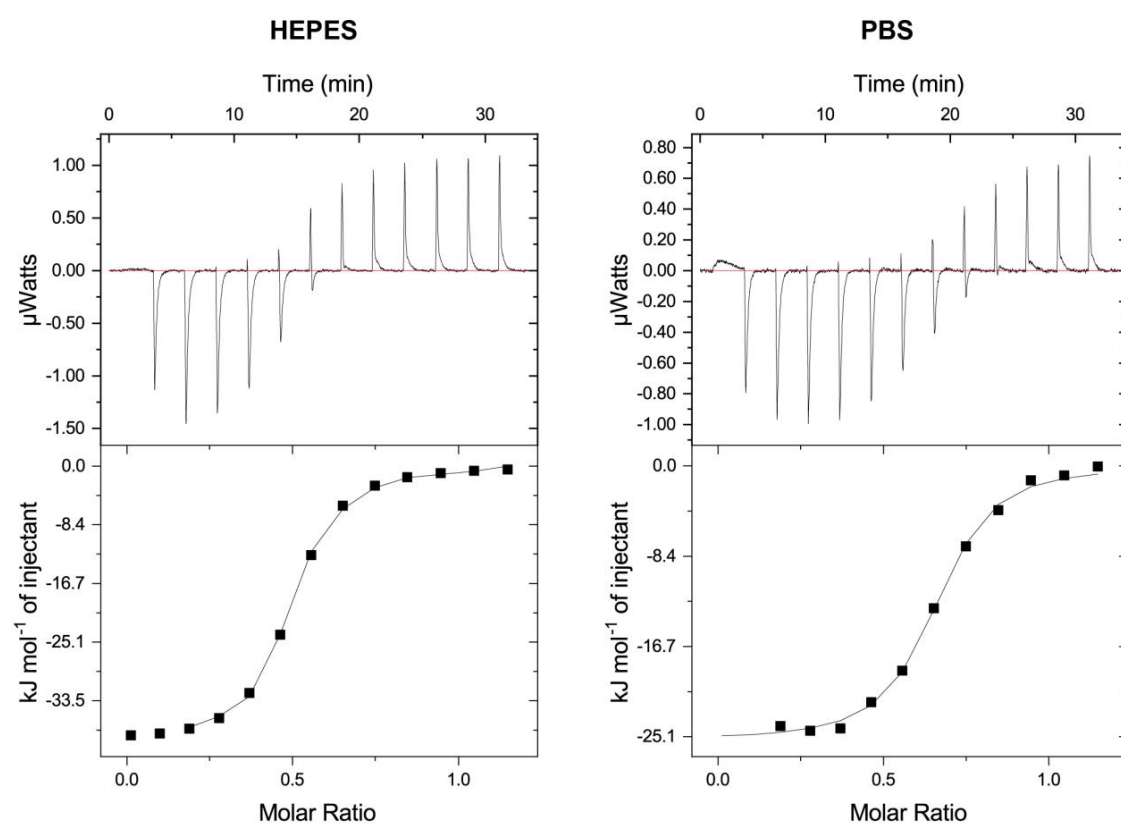 HEPES
Time (min)
0 10 20 30
1.00
0.50
0.00
-0.50
-1.00
-1.50
µWatts
0.0
-8.4
-16.7
-25.1
-33.5
kJ mol⁻¹ of injectant
0.0 0.5 1.0
Molar Ratio
PBS
Time (min)
0 10 20 30
0.80
0.60
0.40
0.20
0.00
-0.20
-0.40
-0.60
-0.80
-1.00
µWatts
0.0
-8.4
-16.7
-25.1
kJ mol⁻¹ of injectant
0.0 0.5 1.0
Molar Ratio